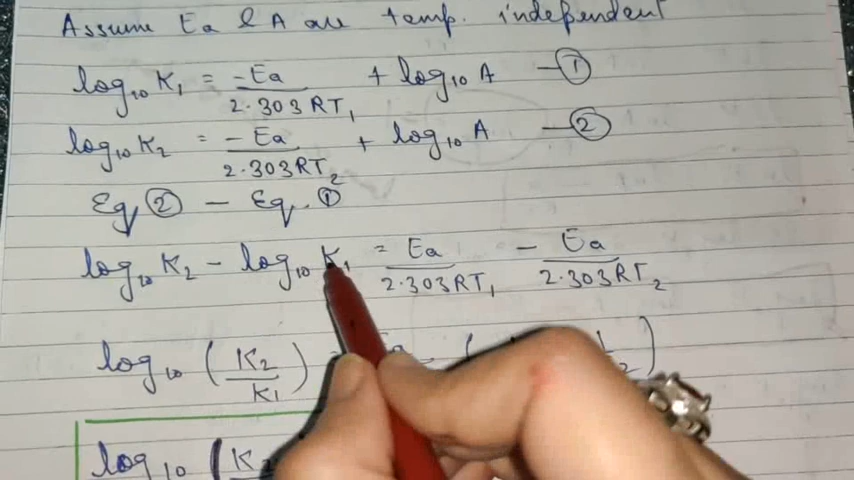 Assume Ea & A are temp. independent
log₁₀ K₁ = -Ea / 2.303RT₁ + log₁₀ A — ①
log₁₀ K₂ = -Ea / 2.303RT₂ + log₁₀ A — ②
Eq ② - Eq. ①
log₁₀ K₂ - log₁₀ K₁ = Ea / 2.303RT₁ - Ea / 2.303RT₂
log₁₀ (K₂ / K₁)
log₁₀ (K₂